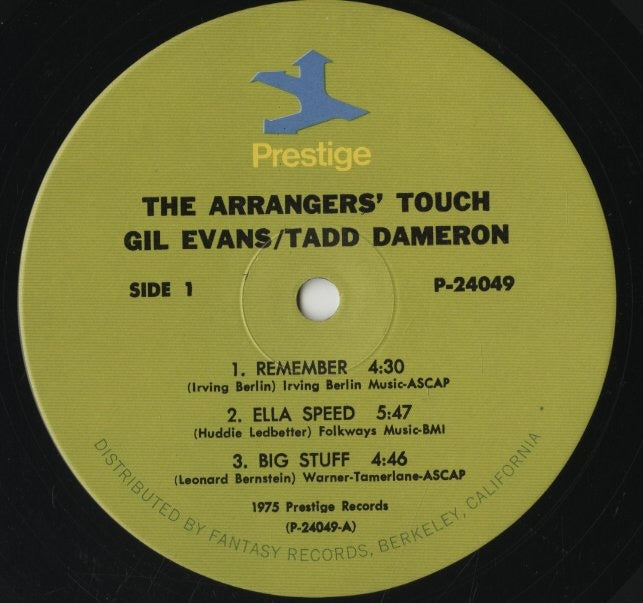 Prestige
THE ARRANGERS' TOUCH
GIL EVANS/TADD DAMERON
SIDE 1
P-24049
1. REMEMBER 4:30
(Irving Berlin) Irving Berlin Music-ASCAP
2. ELLA SPEED 5:47
(Huddie Ledbetter) Folkways Music-BMI
3. BIG STUFF 4:46
(Leonard Bernstein) Warner-Tamerlane-ASCAP
1975 Prestige Records
(P-24049-A)
DISTRIBUTED BY FANTASY RECORDS, BERKELEY, CALIFORNIA